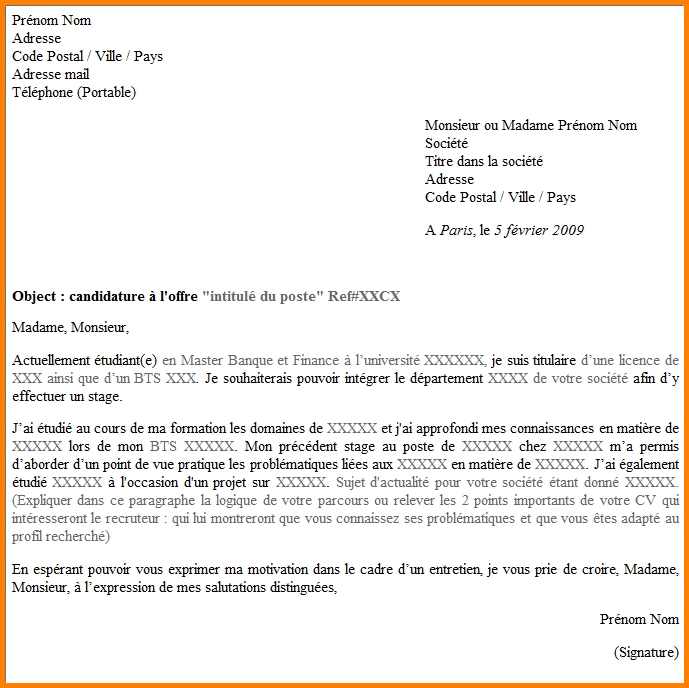 Prénom Nom
Adresse
Code Postal / Ville / Pays
Adresse mail
Téléphone (Portable)
Monsieur ou Madame Prénom Nom
Société
Titre dans la société
Adresse
Code Postal / Ville / Pays
A Paris, le 5 février 2009
Object : candidature à l'offre "intitulé du poste" Ref#XXCX
Madame, Monsieur,
Actuellement étudiant(e) en Master Banque et Finance à l’université XXXXXX, je suis titulaire d’une licence de
XXX ainsi que d’un BTS XXX. Je souhaiterais pouvoir intégrer le département XXXX de votre société afin d’y
effectuer un stage.
J’ai étudié au cours de ma formation les domaines de XXXXX et j'ai approfondi mes connaissances en matière de
XXXXX lors de mon BTS XXXXX. Mon précédent stage au poste de XXXXX chez XXXXX m’a permis
d’aborder d’un point de vue pratique les problématiques liées aux XXXXX en matière de XXXXX. J’ai également
étudié XXXXX à l'occasion d'un projet sur XXXXX. Sujet d'actualité pour votre société étant donné XXXXX.
(Expliquer dans ce paragraphe la logique de votre parcours ou relever les 2 points importants de votre CV qui
intéresseront le recruteur : qui lui montreront que vous connaissez ses problématiques et que vous êtes adapté au
profil recherché)
En espérant pouvoir vous exprimer ma motivation dans le cadre d’un entretien, je vous prie de croire, Madame,
Monsieur, à l’expression de mes salutations distinguées,
Prénom Nom
(Signature)